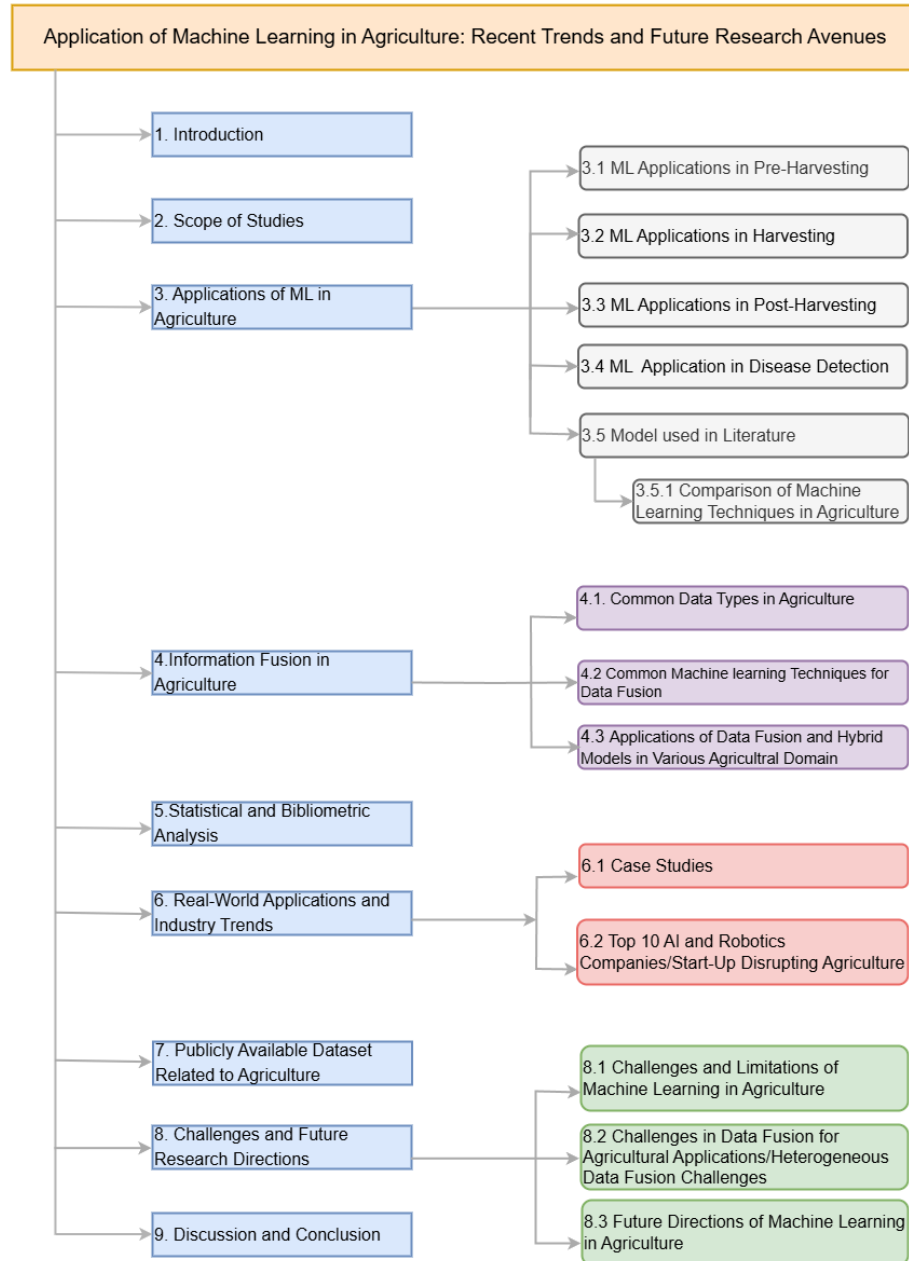 Application of Machine Learning in Agriculture: Recent Trends and Future Research Avenues
1. Introduction
2. Scope of Studies
3. Applications of ML in
Agriculture
3.1 ML Applications in Pre-Harvesting
3.2 ML Applications in Harvesting
3.3 ML Applications in Post-Harvesting
3.4 ML Application in Disease Detection
3.5 Model used in Literature
3.5.1 Comparison of Machine
Learning Techniques in Agriculture
4.Information Fusion in
Agriculture
4.1. Common Data Types in Agriculture
4.2 Common Machine learning Techniques for
Data Fusion
4.3 Applications of Data Fusion and Hybrid
Models in Various Agricultral Domain
5.Statistical and Bibliometric
Analysis
6. Real-World Applications and
Industry Trends
6.1 Case Studies
6.2 Top 10 AI and Robotics
Companies/Start-Up Disrupting Agriculture
7. Publicly Available Dataset
Related to Agriculture
8. Challenges and Future
Research Directions
8.1 Challenges and Limitations of
Machine Learning in Agriculture
8.2 Challenges in Data Fusion for
Agricultural Applications/Heterogeneous
Data Fusion Challenges
8.3 Future Directions of Machine Learning
in Agriculture
9. Discussion and Conclusion